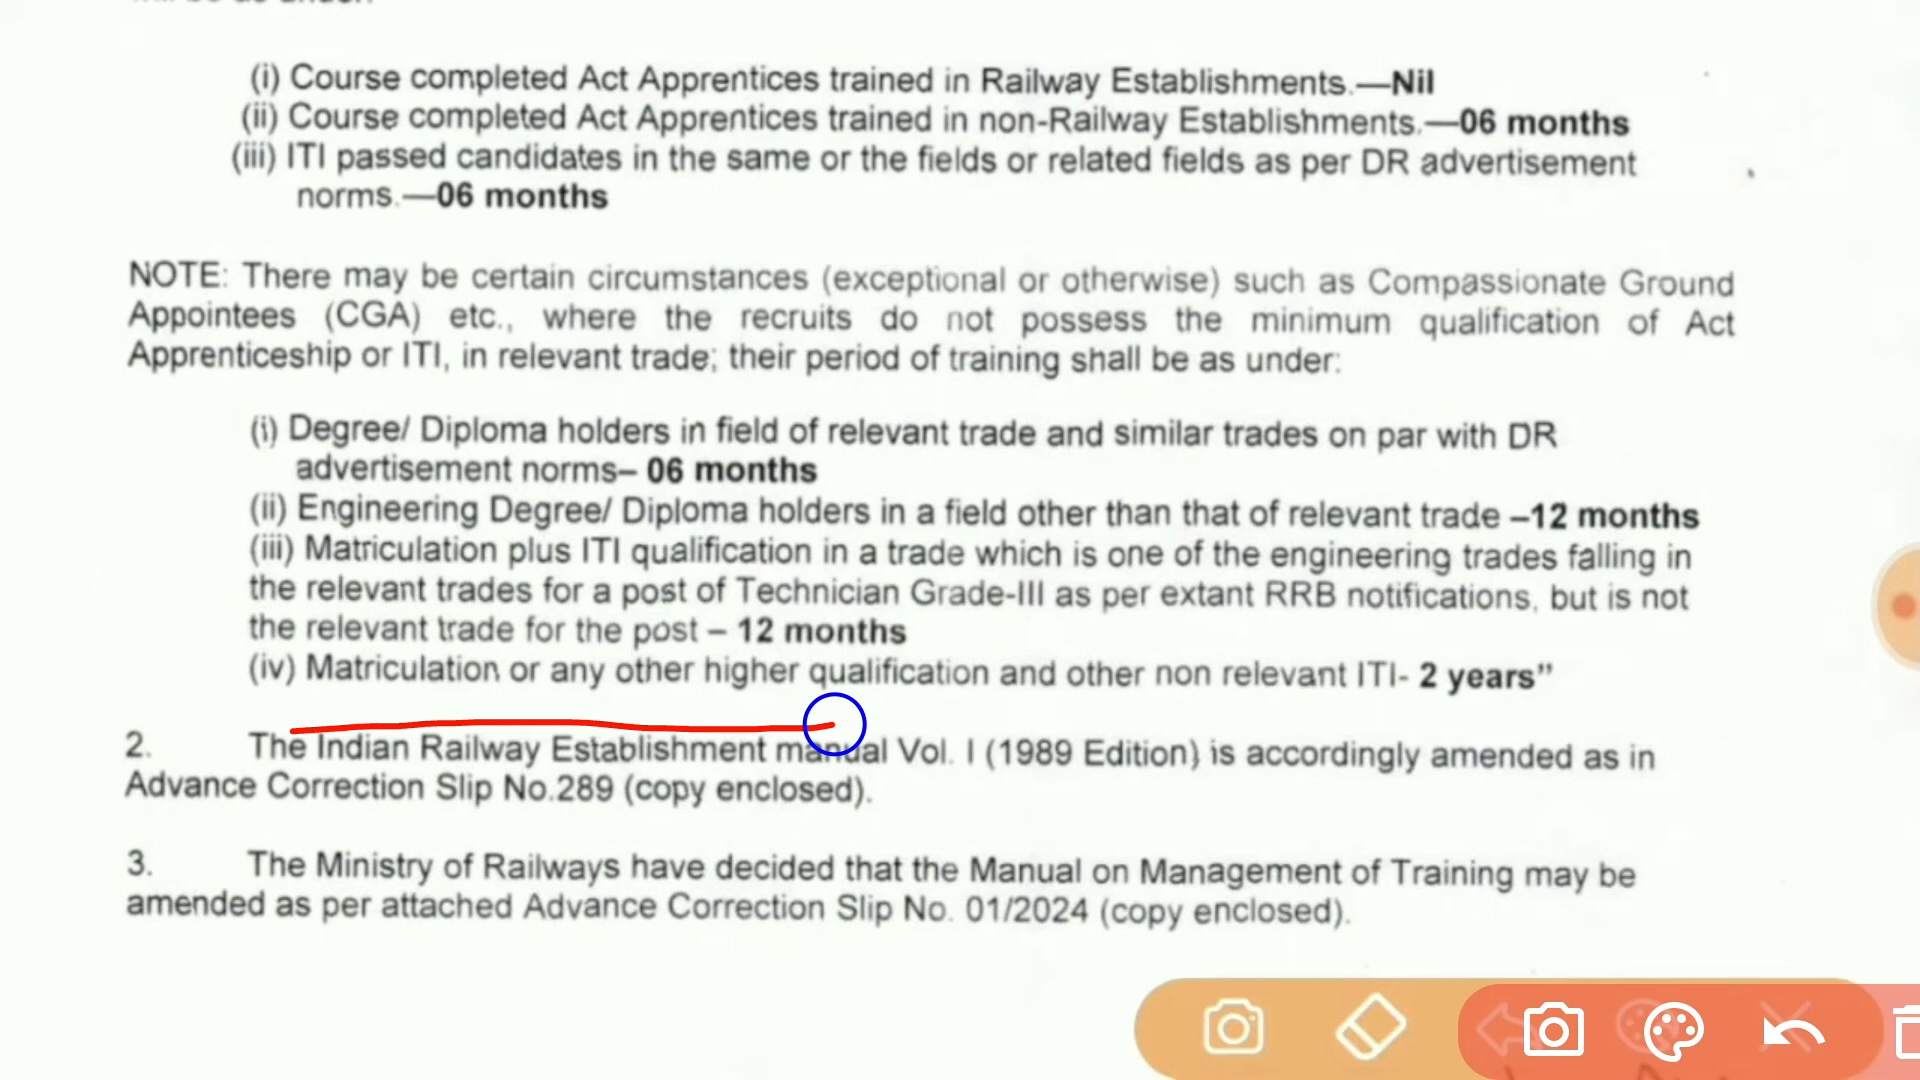 (i) Course completed Act Apprentices trained in Railway Establishments.—Nil
(ii) Course completed Act Apprentices trained in non-Railway Establishments.—06 months
(iii) ITI passed candidates in the same or the fields or related fields as per DR advertisement
norms.—06 months
NOTE: There may be certain circumstances (exceptional or otherwise) such as Compassionate Ground
Appointees (CGA) etc., where the recruits do not possess the minimum qualification of Act
Apprenticeship or ITI, in relevant trade; their period of training shall be as under:
(i) Degree/ Diploma holders in field of relevant trade and similar trades on par with DR
advertisement norms– 06 months
(ii) Engineering Degree/ Diploma holders in a field other than that of relevant trade –12 months
(iii) Matriculation plus ITI qualification in a trade which is one of the engineering trades falling in
the relevant trades for a post of Technician Grade-III as per extant RRB notifications, but is not
the relevant trade for the post – 12 months
(iv) Matriculation or any other higher qualification and other non relevant ITI- 2 years”
2. The Indian Railway Establishment manual Vol. I (1989 Edition) is accordingly amended as in
Advance Correction Slip No.289 (copy enclosed).
3. The Ministry of Railways have decided that the Manual on Management of Training may be
amended as per attached Advance Correction Slip No. 01/2024 (copy enclosed).